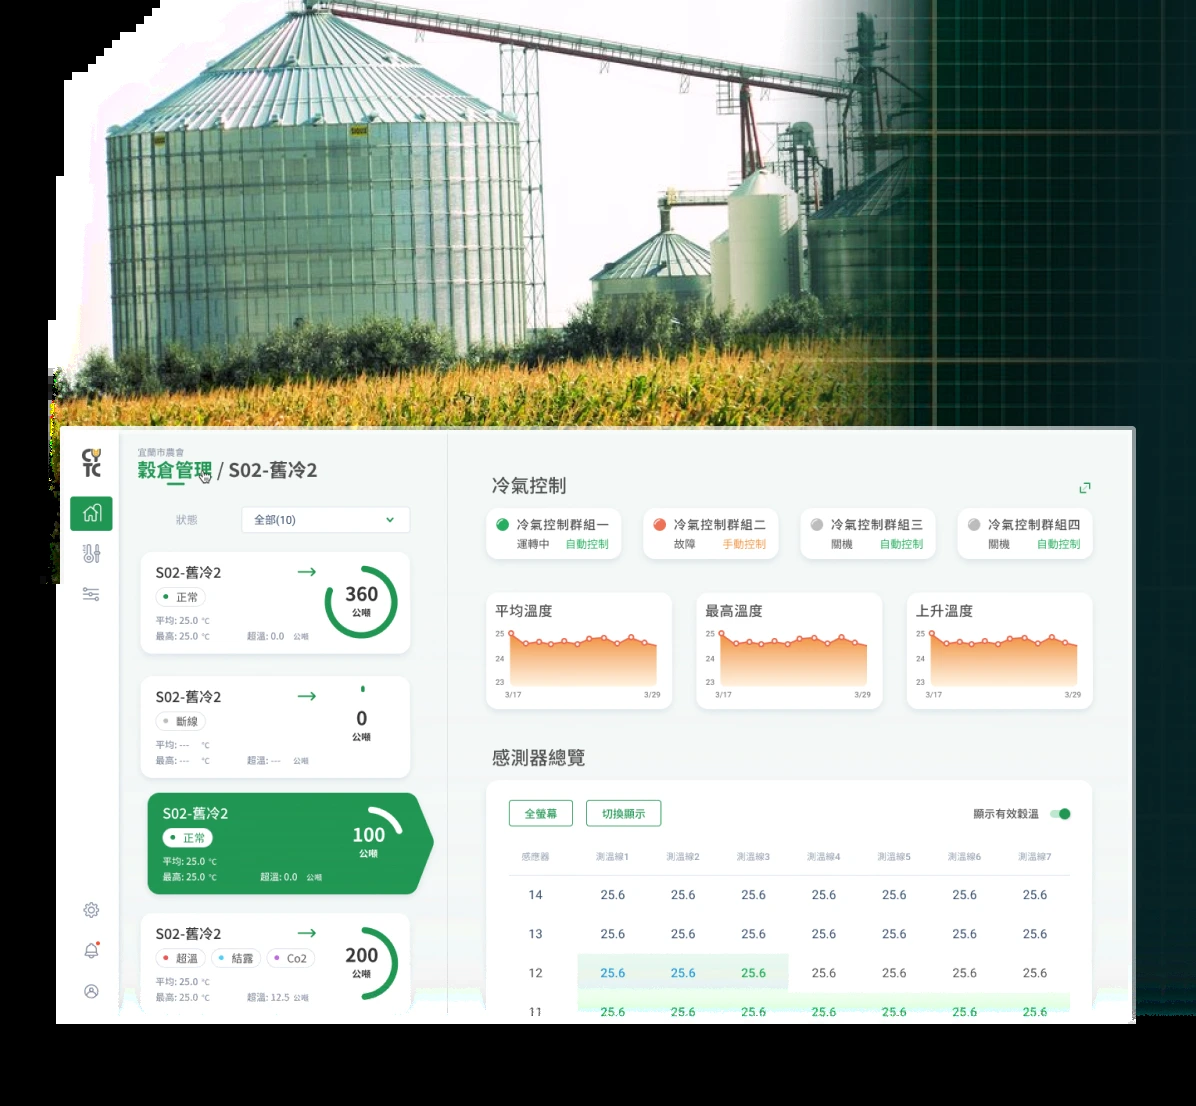 CY
TC
宜蘭市農會
穀倉管理 / S02-舊冷2
狀態
全部(10)
S02-舊冷2
正常
平均: 25.0 ℃
最高: 25.0 ℃
超溫: 0.0 公噸
360
公噸
S02-舊冷2
斷線
平均: --- ℃
最高: --- ℃
超溫: --- 公噸
0
公噸
S02-舊冷2
正常
平均: 25.0 ℃
最高: 25.0 ℃
超溫: 0.0 公噸
100
公噸
S02-舊冷2
超溫 結露 Co2
平均: 25.0 ℃
最高: 25.0 ℃
超溫: 12.5 公噸
200
公噸
冷氣控制
冷氣控制群組一
運轉中 自動控制
冷氣控制群組二
故障 手動控制
冷氣控制群組三
關機 自動控制
冷氣控制群組四
關機 自動控制
平均溫度
25
24
23
3/17 3/29
最高溫度
25
24
23
3/17 3/29
上升溫度
25
24
23
3/17 3/29
感測器總覽
全螢幕 切換顯示 顯示有效穀溫
感應器 測溫線1 測溫線2 測溫線3 測溫線4 測溫線5 測溫線6 測溫線7
14 25.6 25.6 25.6 25.6 25.6 25.6 25.6
13 25.6 25.6 25.6 25.6 25.6 25.6 25.6
12 25.6 25.6 25.6 25.6 25.6 25.6 25.6
11 25.6 25.6 25.6 25.6 25.6 25.6 25.6